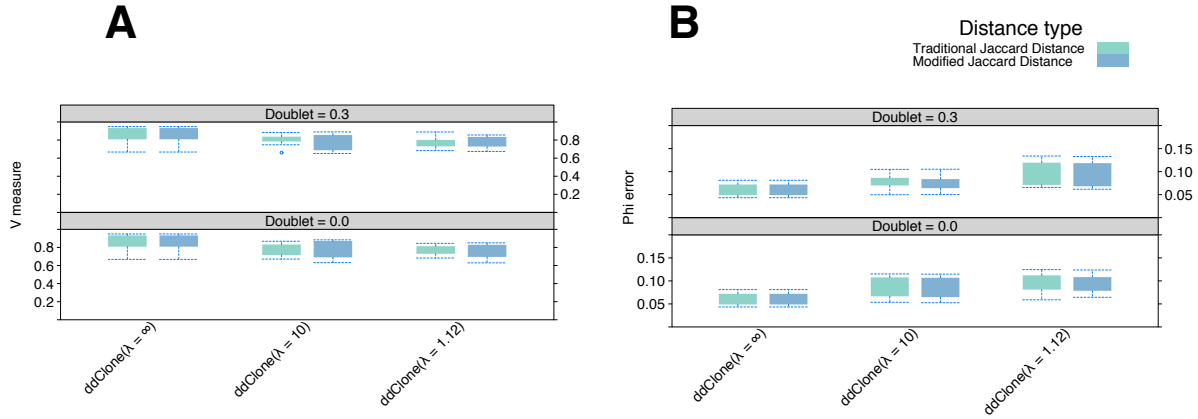 A
Doublet = 0.3
V measure
0.8
0.6
0.4
0.2
Doublet = 0.0
0.8
0.6
0.4
0.2
ddClone(λ = ∞)
ddClone(λ = 10)
ddClone(λ = 1.12)
B
Distance type
Traditional Jaccard Distance
Modified Jaccard Distance
Doublet = 0.3
Phi error
0.15
0.10
0.05
Doublet = 0.0
0.10
0.05
ddClone(λ = ∞)
ddClone(λ = 10)
ddClone(λ = 1.12)